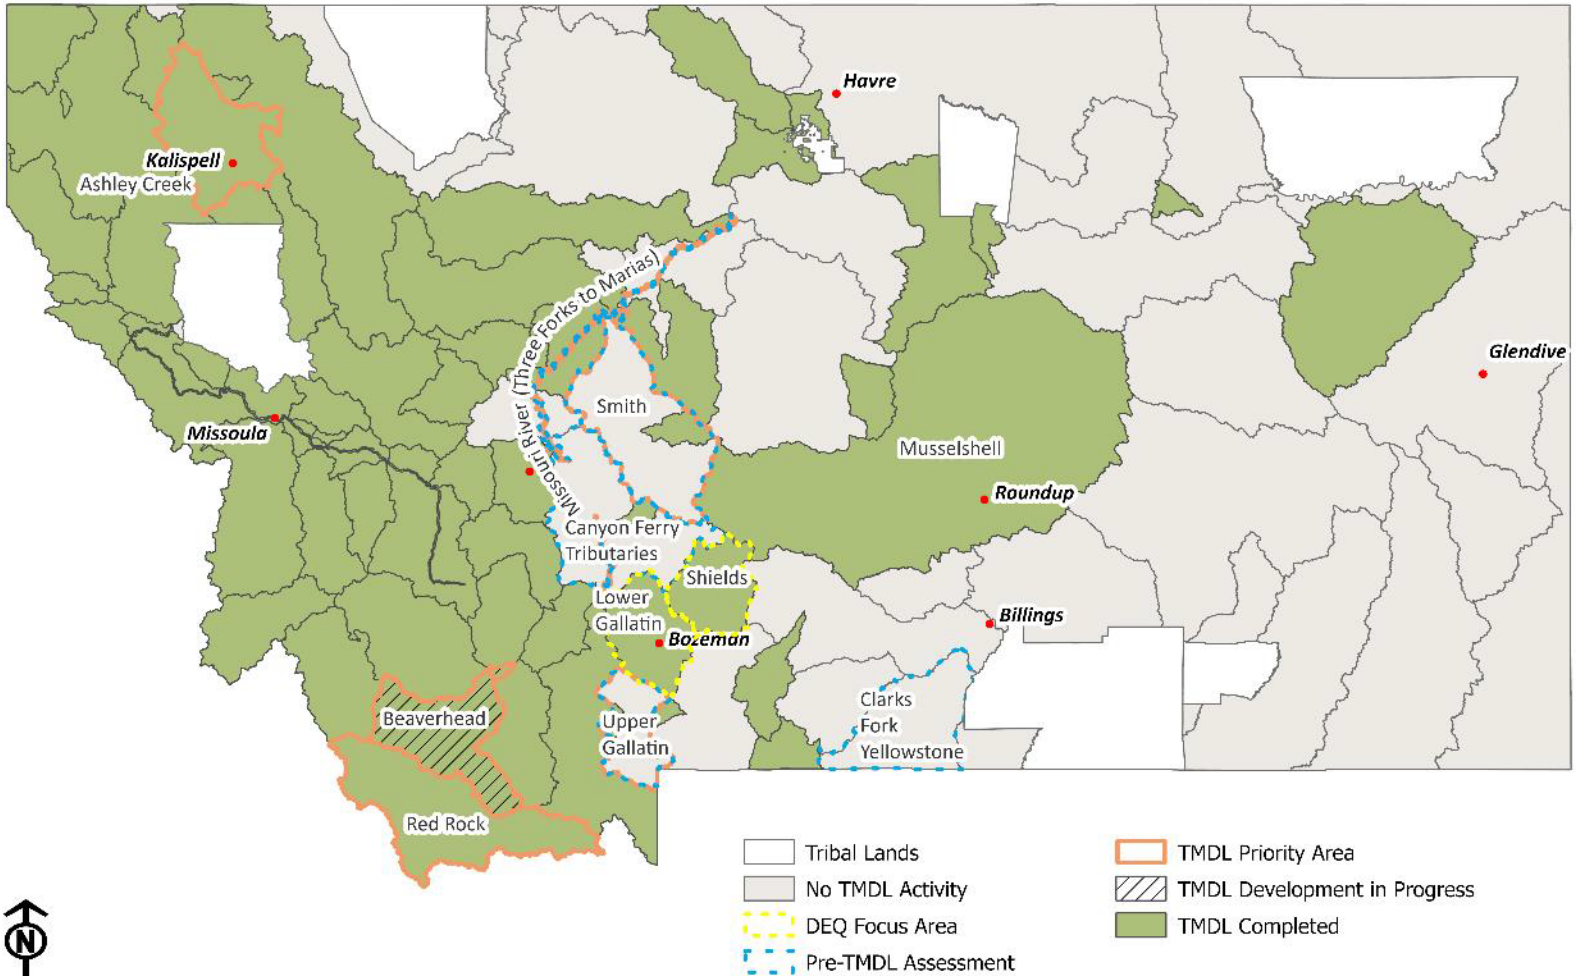 Havre
Kalispell
Ashley Creek
Missouri River (Three Forks to Marias)
Glendive
Smith
Missoula
Musselshell
Roundup
Canyon Ferry
Tributaries
Shields
Lower
Gallatin
Bozeman
Billings
Beaverhead
Upper
Gallatin
Clarks
Fork
Yellowstone
Red Rock
Tribal Lands
No TMDL Activity
DEQ Focus Area
Pre-TMDL Assessment
TMDL Priority Area
TMDL Development in Progress
TMDL Completed
N